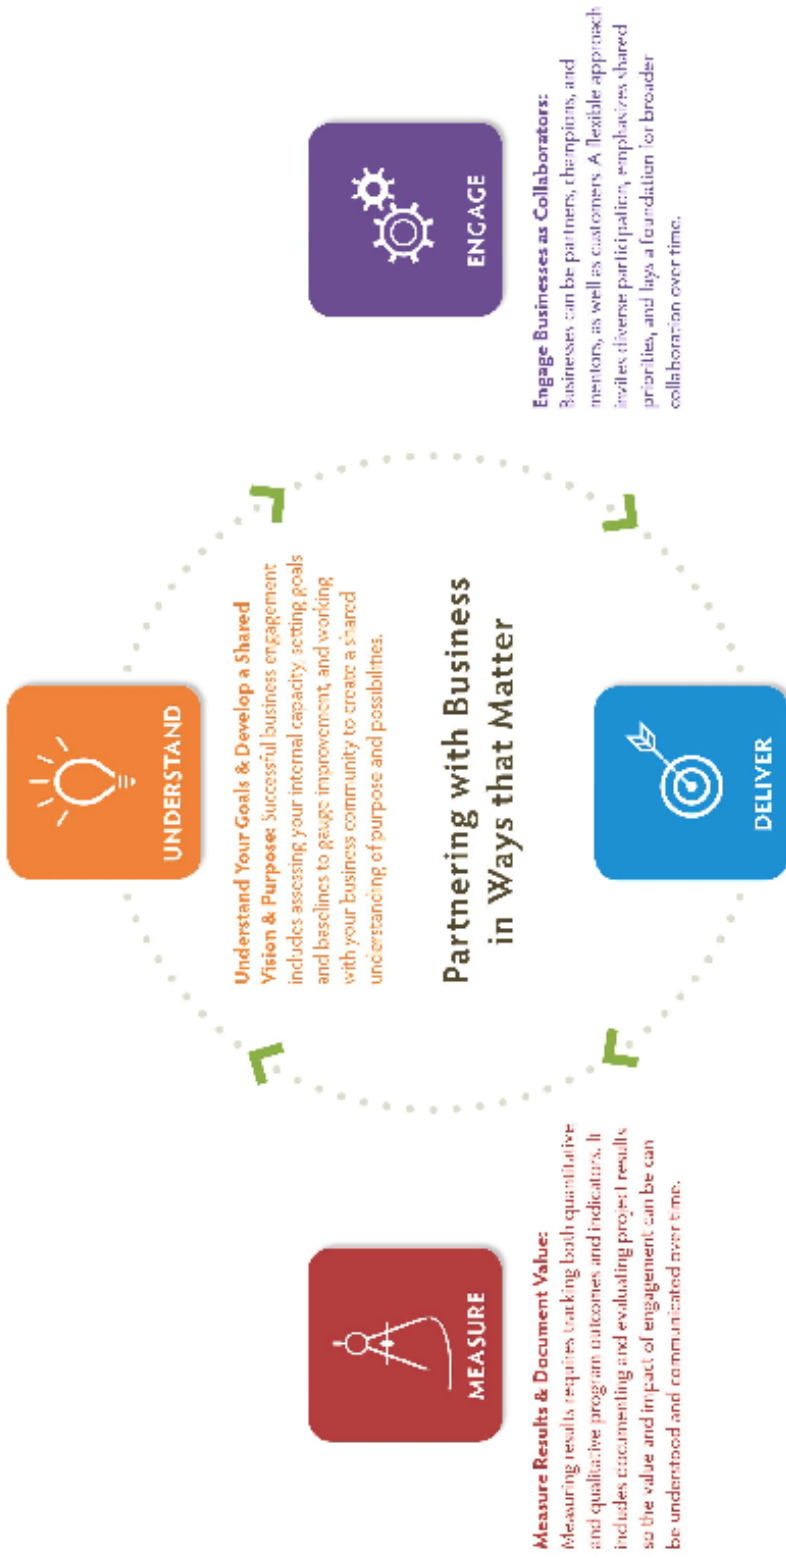 UNDERSTAND
Understand Your Goals & Develop a Shared
Vision & Purpose: Successful business engagement
includes assessing your internal capacity, setting goals
and baselines to gauge improvement, and working
with your business community to create a shared
understanding of purpose and possibilities.
Partnering with Business
in Ways that Matter
ENGAGE
Engage Businesses as Collaborators:
Businesses can be partners, champions, and
mentors, as well as customers. A flexible approach
invites diverse participation, emphasizes shared
priorities, and lays a foundation for broader
collaboration over time.
DELIVER
MEASURE
Measure Results & Document Value:
Measuring results requires tracking both quantitative
and qualitative program outcomes and indicators. It
includes documenting and evaluating project results
so the value and impact of engagement can be can
be understood and communicated over time.